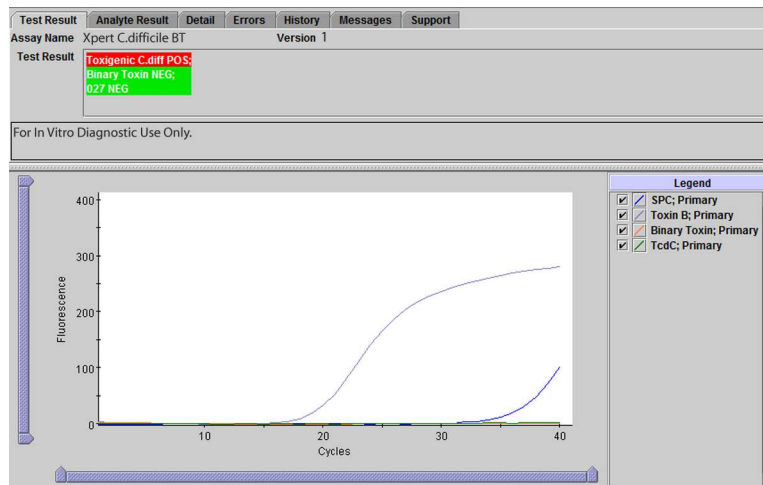 Test Result Analyte Result Detail Errors History Messages Support
Assay Name Xpert C.difficile BT Version 1
Test Result Toxigenic C.diff POS;
Binary Toxin NEG;
027 NEG
For In Vitro Diagnostic Use Only.
400
300
200
100
0
Fluorescence
10 20 30 40
Cycles
Legend
SPC; Primary
Toxin B; Primary
Binary Toxin; Primary
TcdC; Primary